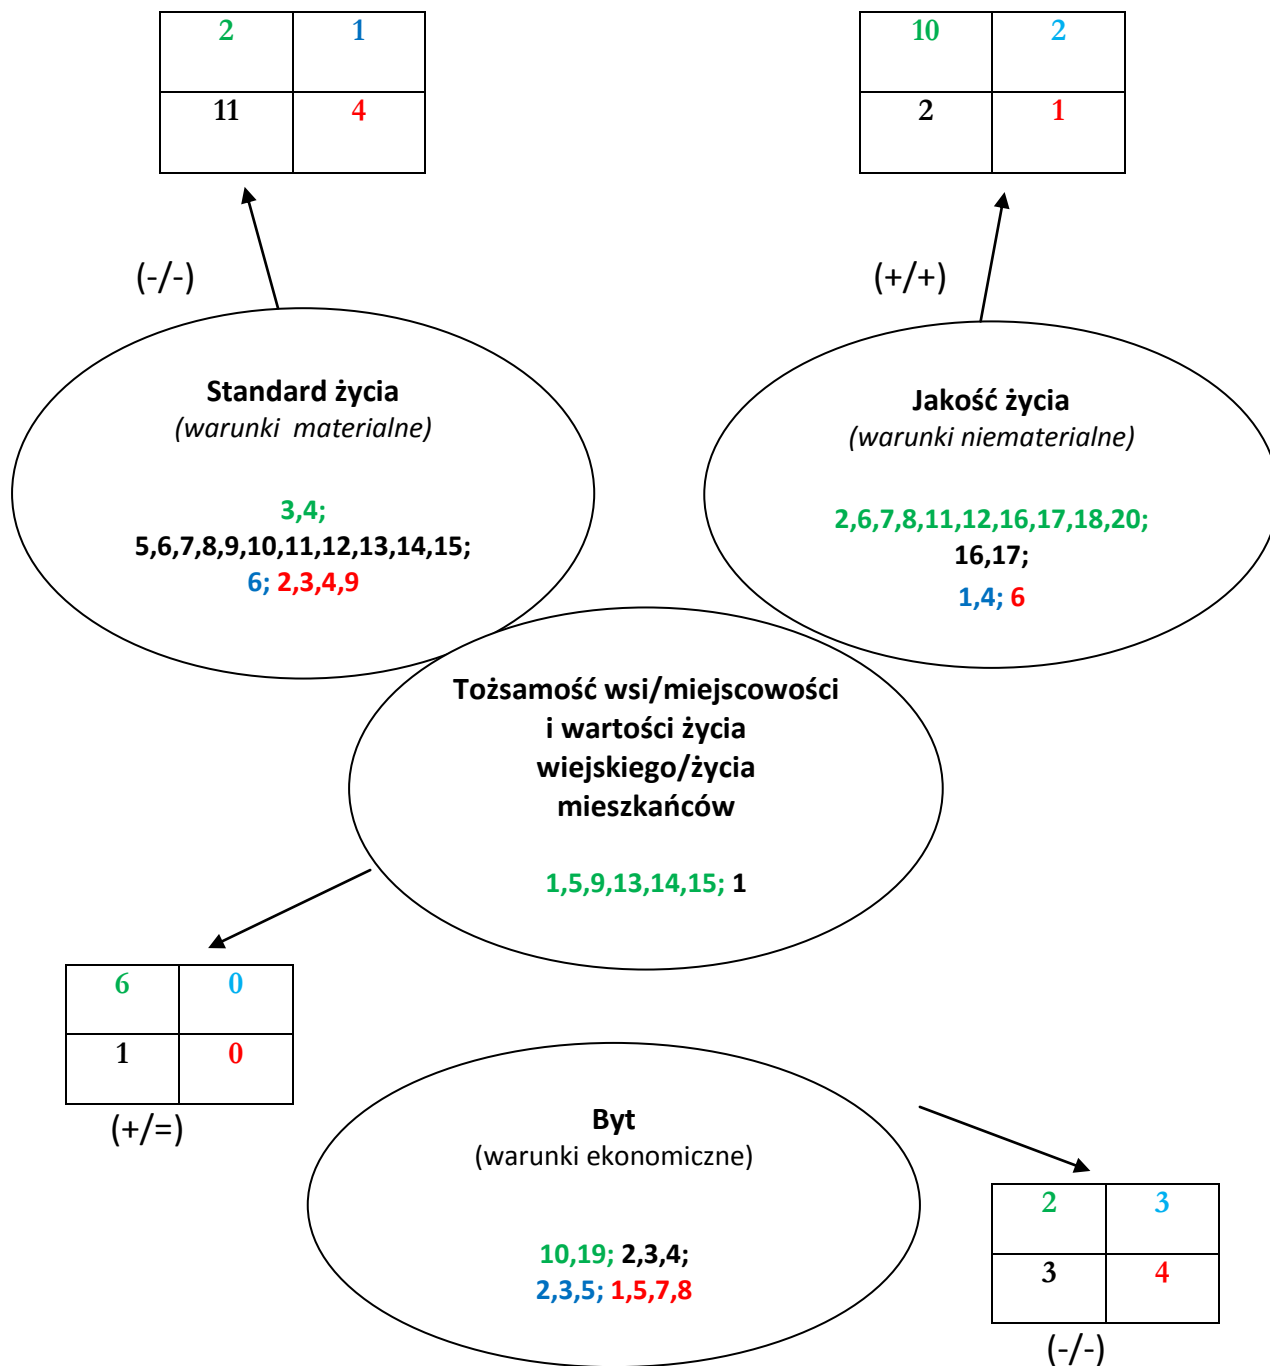 2 1
11 4
10 2
2 1
(-/-)
(+/+)
Standard życia
(warunki materialne)
3,4;
5,6,7,8,9,10,11,12,13,14,15;
6; 2,3,4,9
Jakość życia
(warunki niematerialne)
2,6,7,8,11,12,16,17,18,20;
16,17;
1,4; 6
Tożsamość wsi/miejscowości
i wartości życia
wiejskiego/życia
mieszkańców
1,5,9,13,14,15; 1
6 0
1 0
(+/=)
Byt
(warunki ekonomiczne)
10,19; 2,3,4;
2,3,5; 1,5,7,8
2 3
3 4
(-/-)